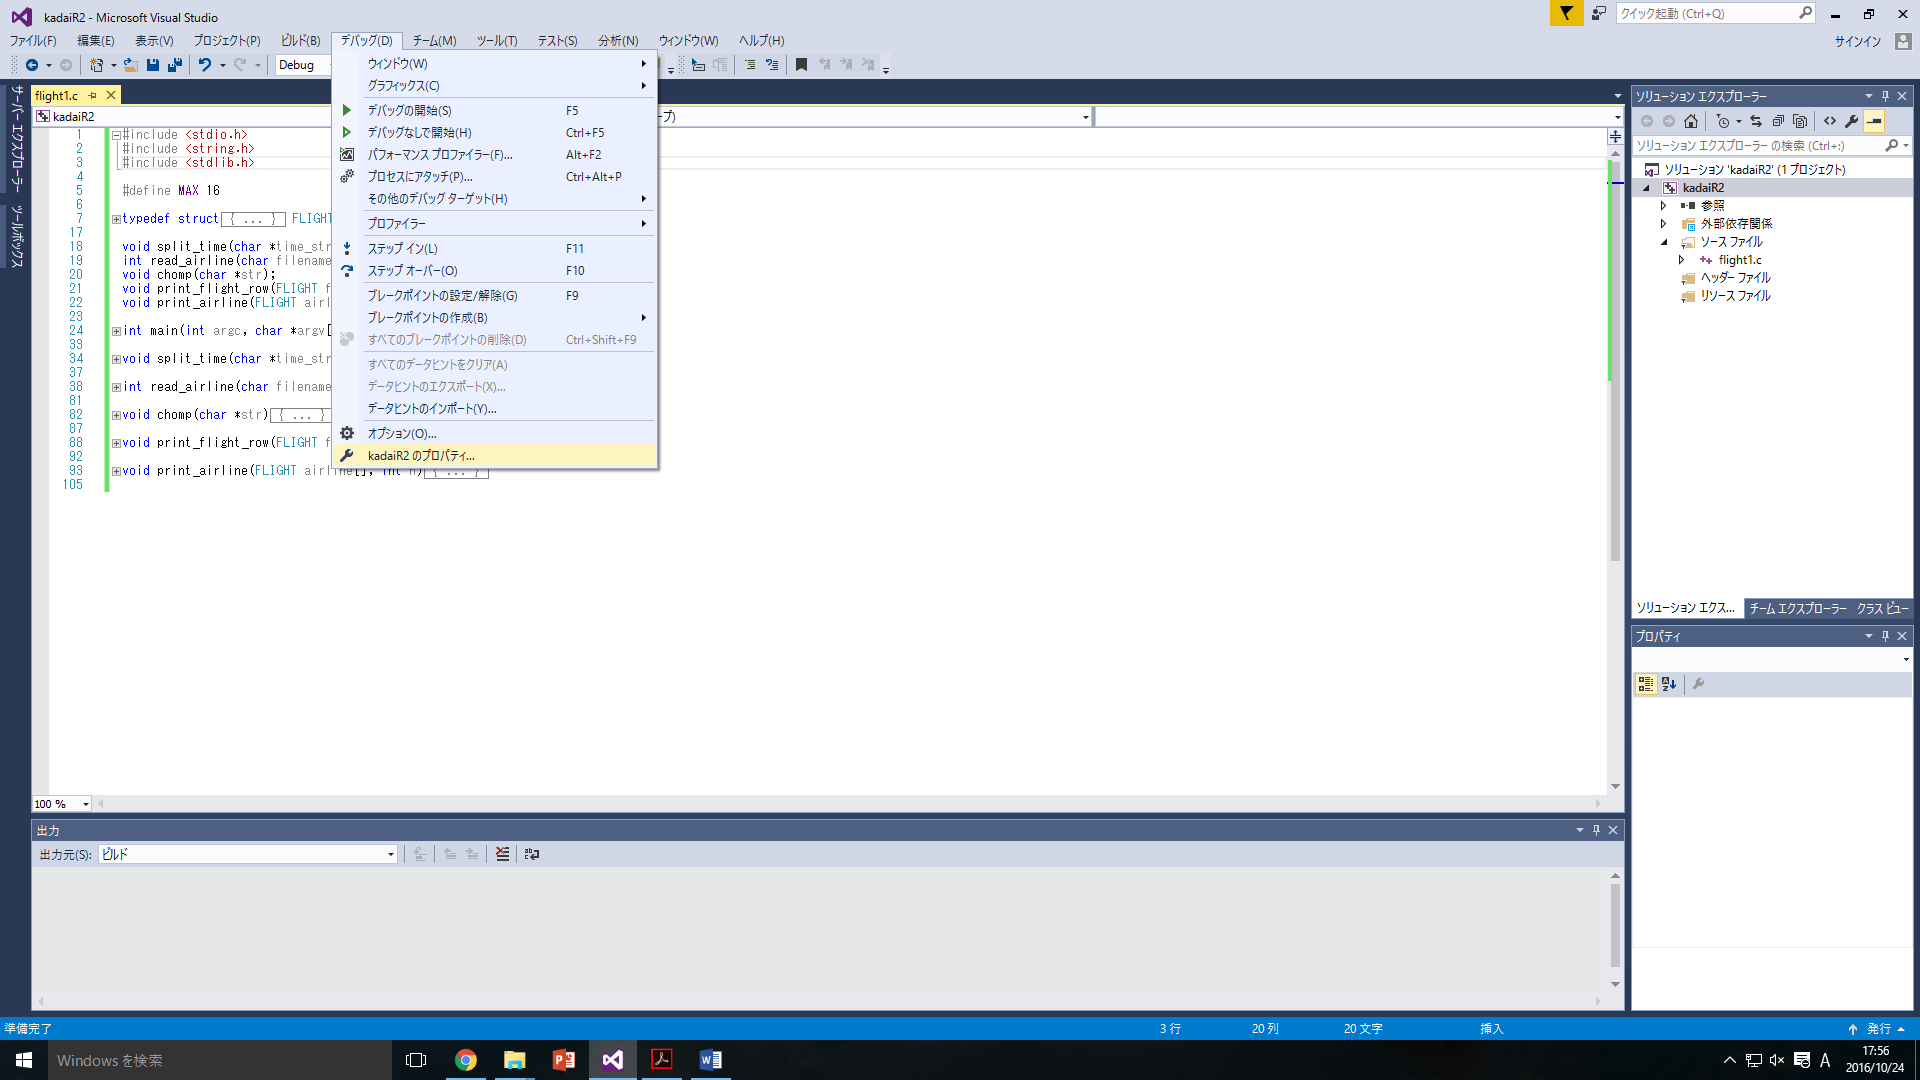 kadaiR2 - Microsoft Visual Studio
クイック起動 (Ctrl+Q)
ファイル(F) 編集(E) 表示(V) プロジェクト(P) ビルド(B) デバッグ(D) チーム(M) ツール(T) テスト(S) 分析(N) ウィンドウ(W) ヘルプ(H)
サインイン
Debug
サーバー エクスプローラー
ツールボックス
flight1.c
kadaiR2
プ)
1 #include <stdio.h>
2 #include <string.h>
3 #include <stdlib.h>
4
5 #define MAX 16
6
7 typedef struct { ... } FLIGHT
17
18 void split_time(char *time_str
19 int read_airline(char filename
20 void chomp(char *str);
21 void print_flight_row(FLIGHT f
22 void print_airline(FLIGHT airl
23
24 int main(int argc, char *argv[
33
34 void split_time(char *time_str
37
38 int read_airline(char filename
81
82 void chomp(char *str) { ... }
87
88 void print_flight_row(FLIGHT f
92
93 void print_airline(FLIGHT airline[], int n) { ... }
105
ウィンドウ(W)
グラフィックス(C)
デバッグの開始(S) F5
デバッグなしで開始(H) Ctrl+F5
パフォーマンス プロファイラー(F)... Alt+F2
プロセスにアタッチ(P)... Ctrl+Alt+P
その他のデバッグ ターゲット(H)
プロファイラー
ステップ イン(L) F11
ステップ オーバー(O) F10
ブレークポイントの設定/解除(G) F9
ブレークポイントの作成(B)
すべてのブレークポイントの削除(D) Ctrl+Shift+F9
すべてのデータヒントをクリア(A)
データヒントのエクスポート(X)...
データヒントのインポート(Y)...
オプション(O)...
kadaiR2 のプロパティ...
100 %
出力
出力元(S): ビルド
ソリューション エクスプローラー
ソリューション エクスプローラー の検索 (Ctrl+:)
ソリューション 'kadaiR2' (1 プロジェクト)
kadaiR2
参照
外部依存関係
ソース ファイル
flight1.c
ヘッダー ファイル
リソース ファイル
ソリューション エクス... チーム エクスプローラー クラス ビュー
プロパティ
準備完了 3 行 20 列 20 文字 挿入 発行
Windows を検索
A
17:56
2016/10/24